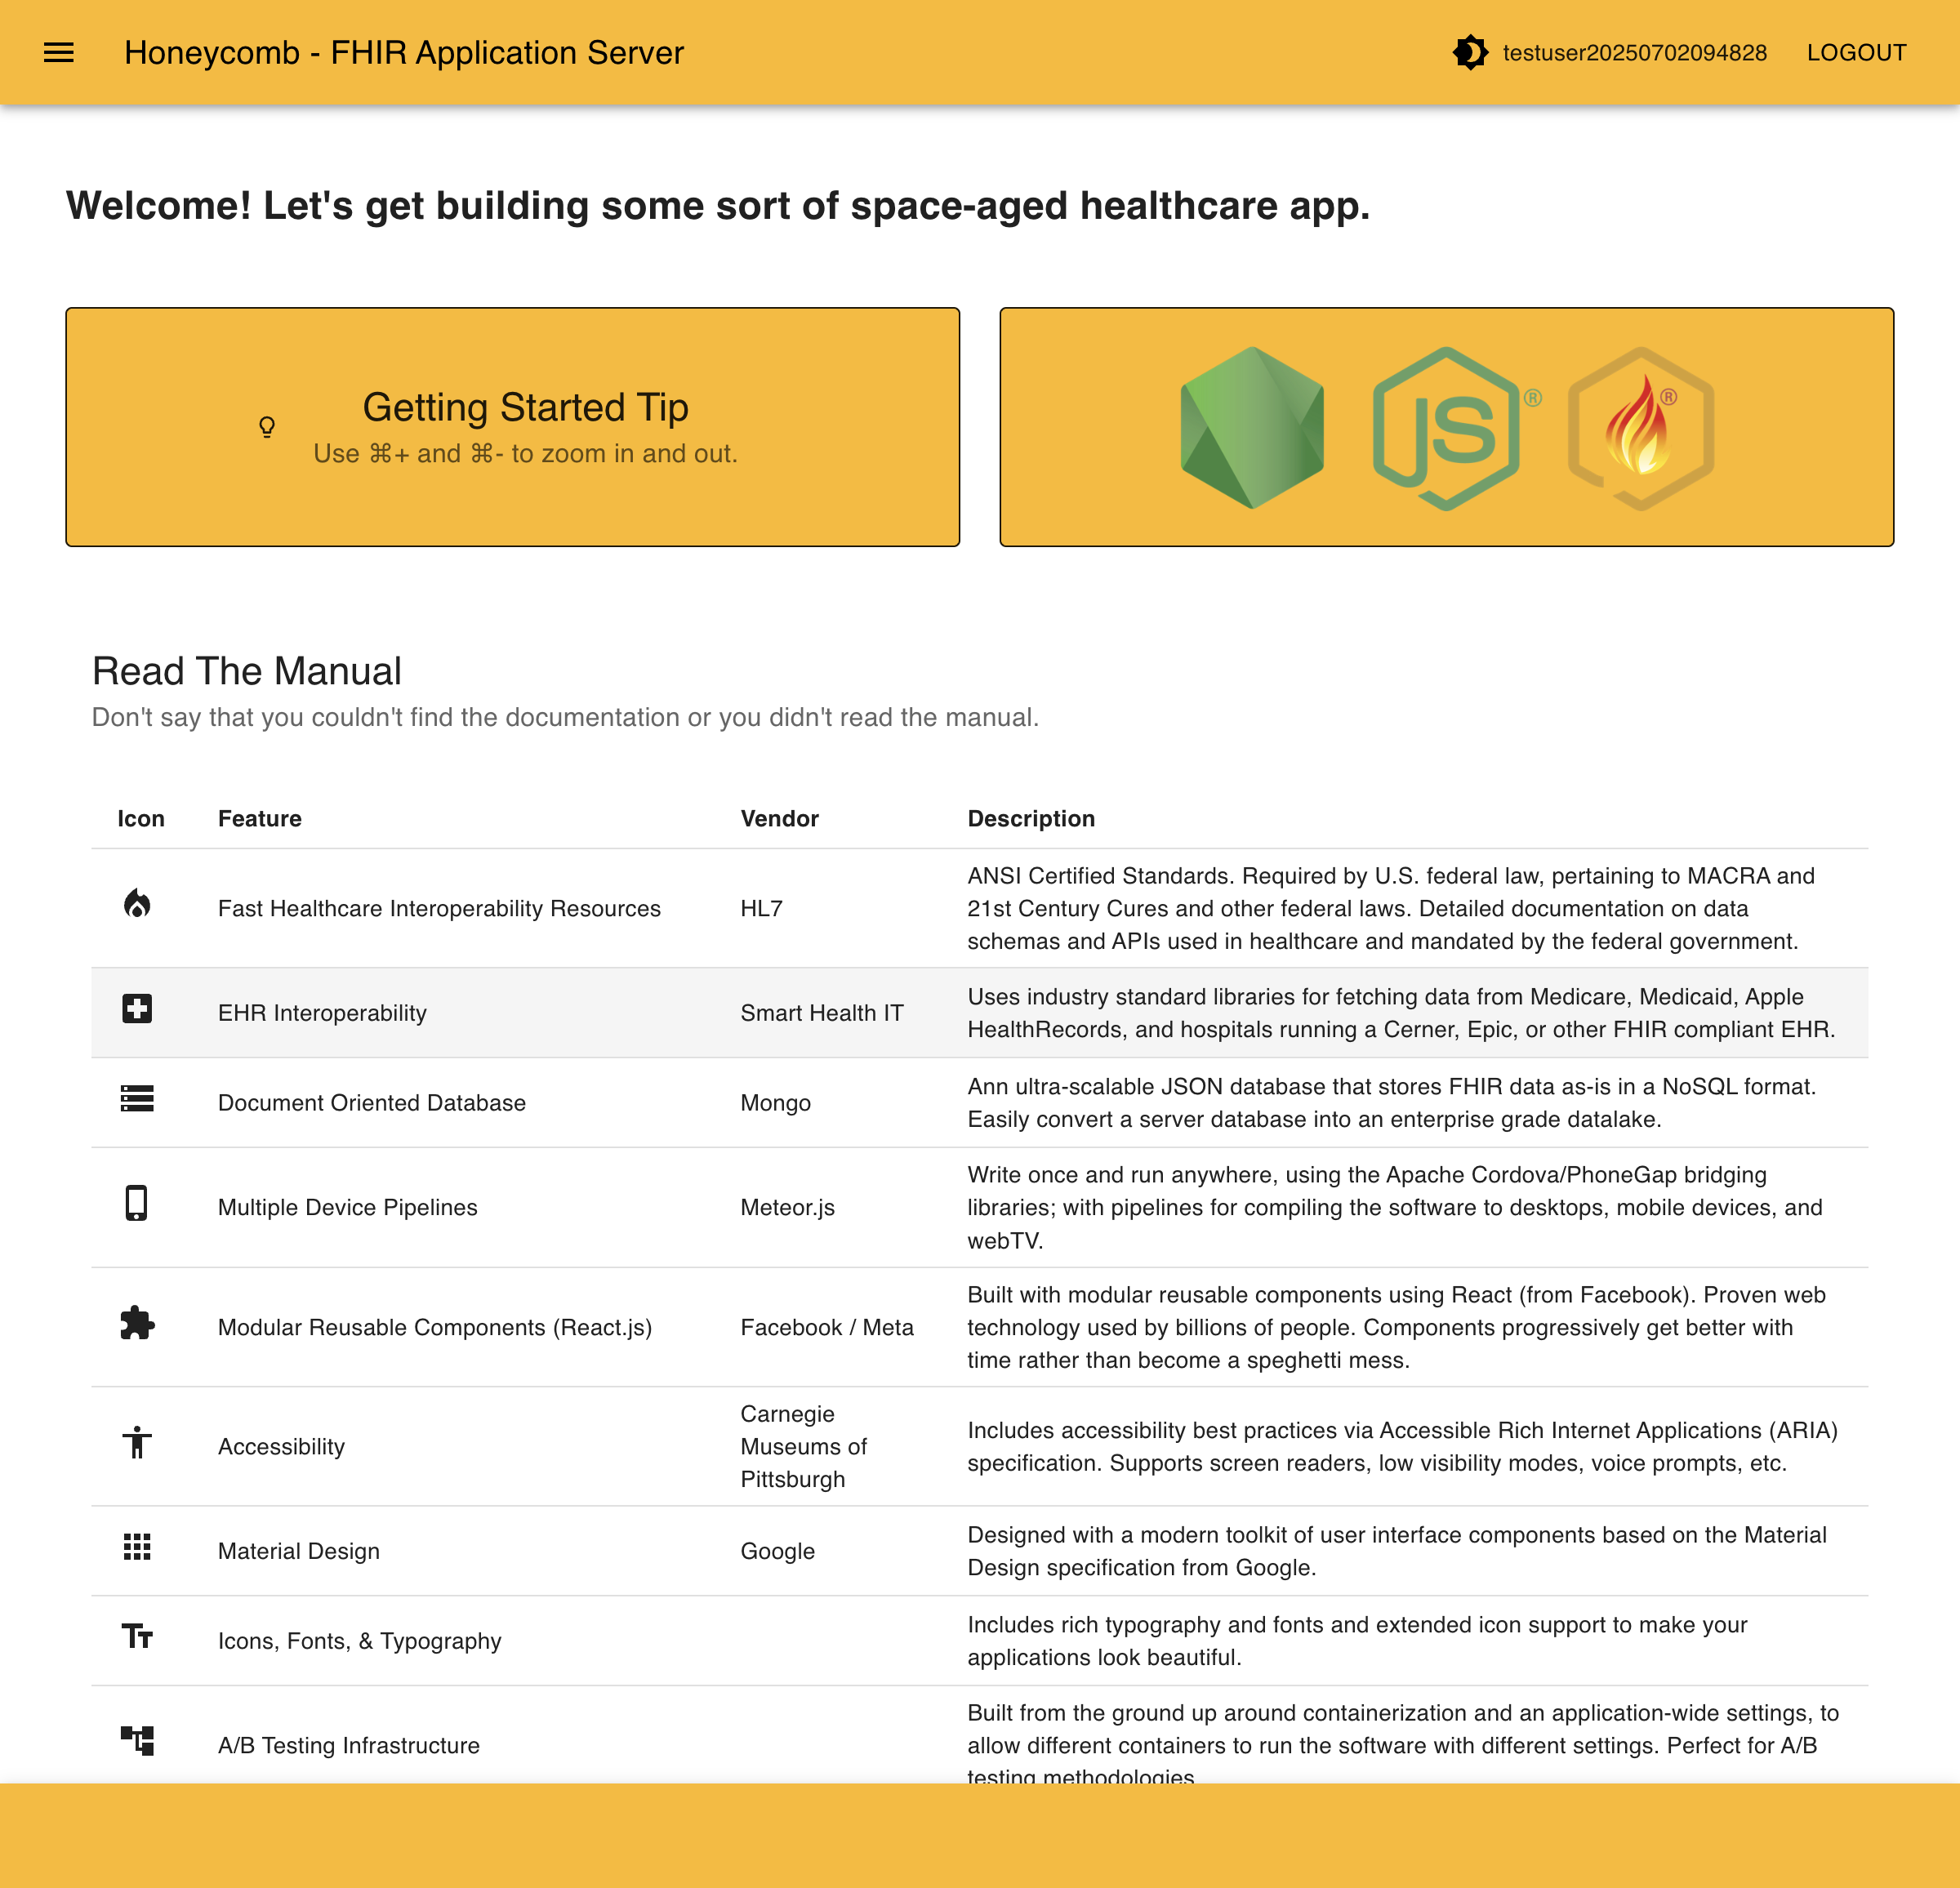 Honeycomb - FHIR Application Server
testuser20250702094828
LOGOUT
Welcome! Let's get building some sort of space-aged healthcare app.
Getting Started Tip
Use ⌘+ and ⌘- to zoom in and out.
JS®
®
Read The Manual
Don't say that you couldn't find the documentation or you didn't read the manual.
Icon Feature Vendor Description
Fast Healthcare Interoperability Resources
HL7
ANSI Certified Standards. Required by U.S. federal law, pertaining to MACRA and
21st Century Cures and other federal laws. Detailed documentation on data
schemas and APIs used in healthcare and mandated by the federal government.
EHR Interoperability
Smart Health IT
Uses industry standard libraries for fetching data from Medicare, Medicaid, Apple
HealthRecords, and hospitals running a Cerner, Epic, or other FHIR compliant EHR.
Document Oriented Database
Mongo
Ann ultra-scalable JSON database that stores FHIR data as-is in a NoSQL format.
Easily convert a server database into an enterprise grade datalake.
Multiple Device Pipelines
Meteor.js
Write once and run anywhere, using the Apache Cordova/PhoneGap bridging
libraries; with pipelines for compiling the software to desktops, mobile devices, and
webTV.
Modular Reusable Components (React.js)
Facebook / Meta
Built with modular reusable components using React (from Facebook). Proven web
technology used by billions of people. Components progressively get better with
time rather than become a speghetti mess.
Accessibility
Carnegie
Museums of
Pittsburgh
Includes accessibility best practices via Accessible Rich Internet Applications (ARIA)
specification. Supports screen readers, low visibility modes, voice prompts, etc.
Material Design
Google
Designed with a modern toolkit of user interface components based on the Material
Design specification from Google.
Tт
Icons, Fonts, & Typography
Includes rich typography and fonts and extended icon support to make your
applications look beautiful.
A/B Testing Infrastructure
Built from the ground up around containerization and an application-wide settings, to
allow different containers to run the software with different settings. Perfect for A/B
testing methodologies